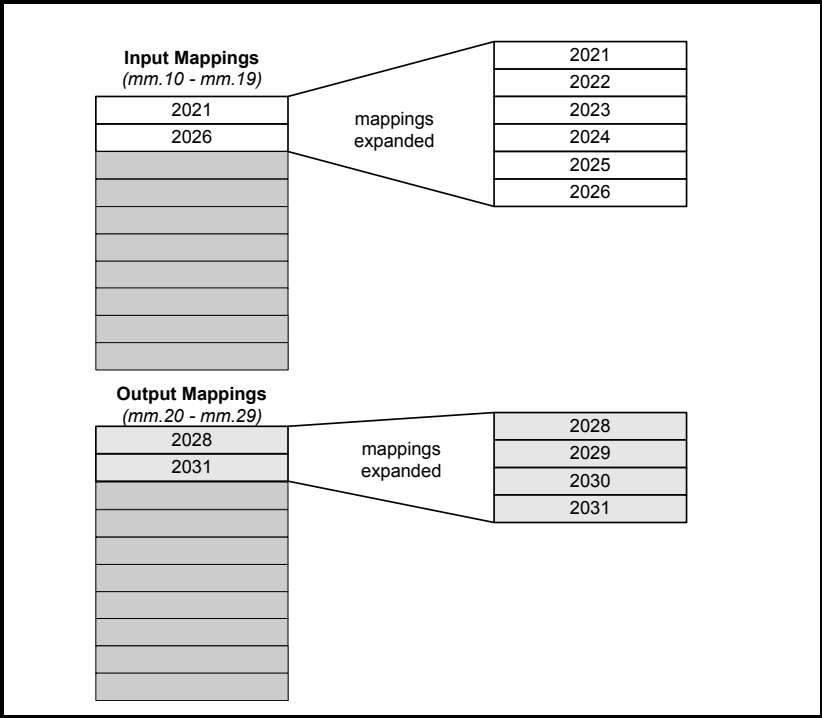 Input Mappings
(mm.10 - mm.19)
2021
2026
mappings
expanded
2021
2022
2023
2024
2025
2026
Output Mappings
(mm.20 - mm.29)
2028
2031
mappings
expanded
2028
2029
2030
2031